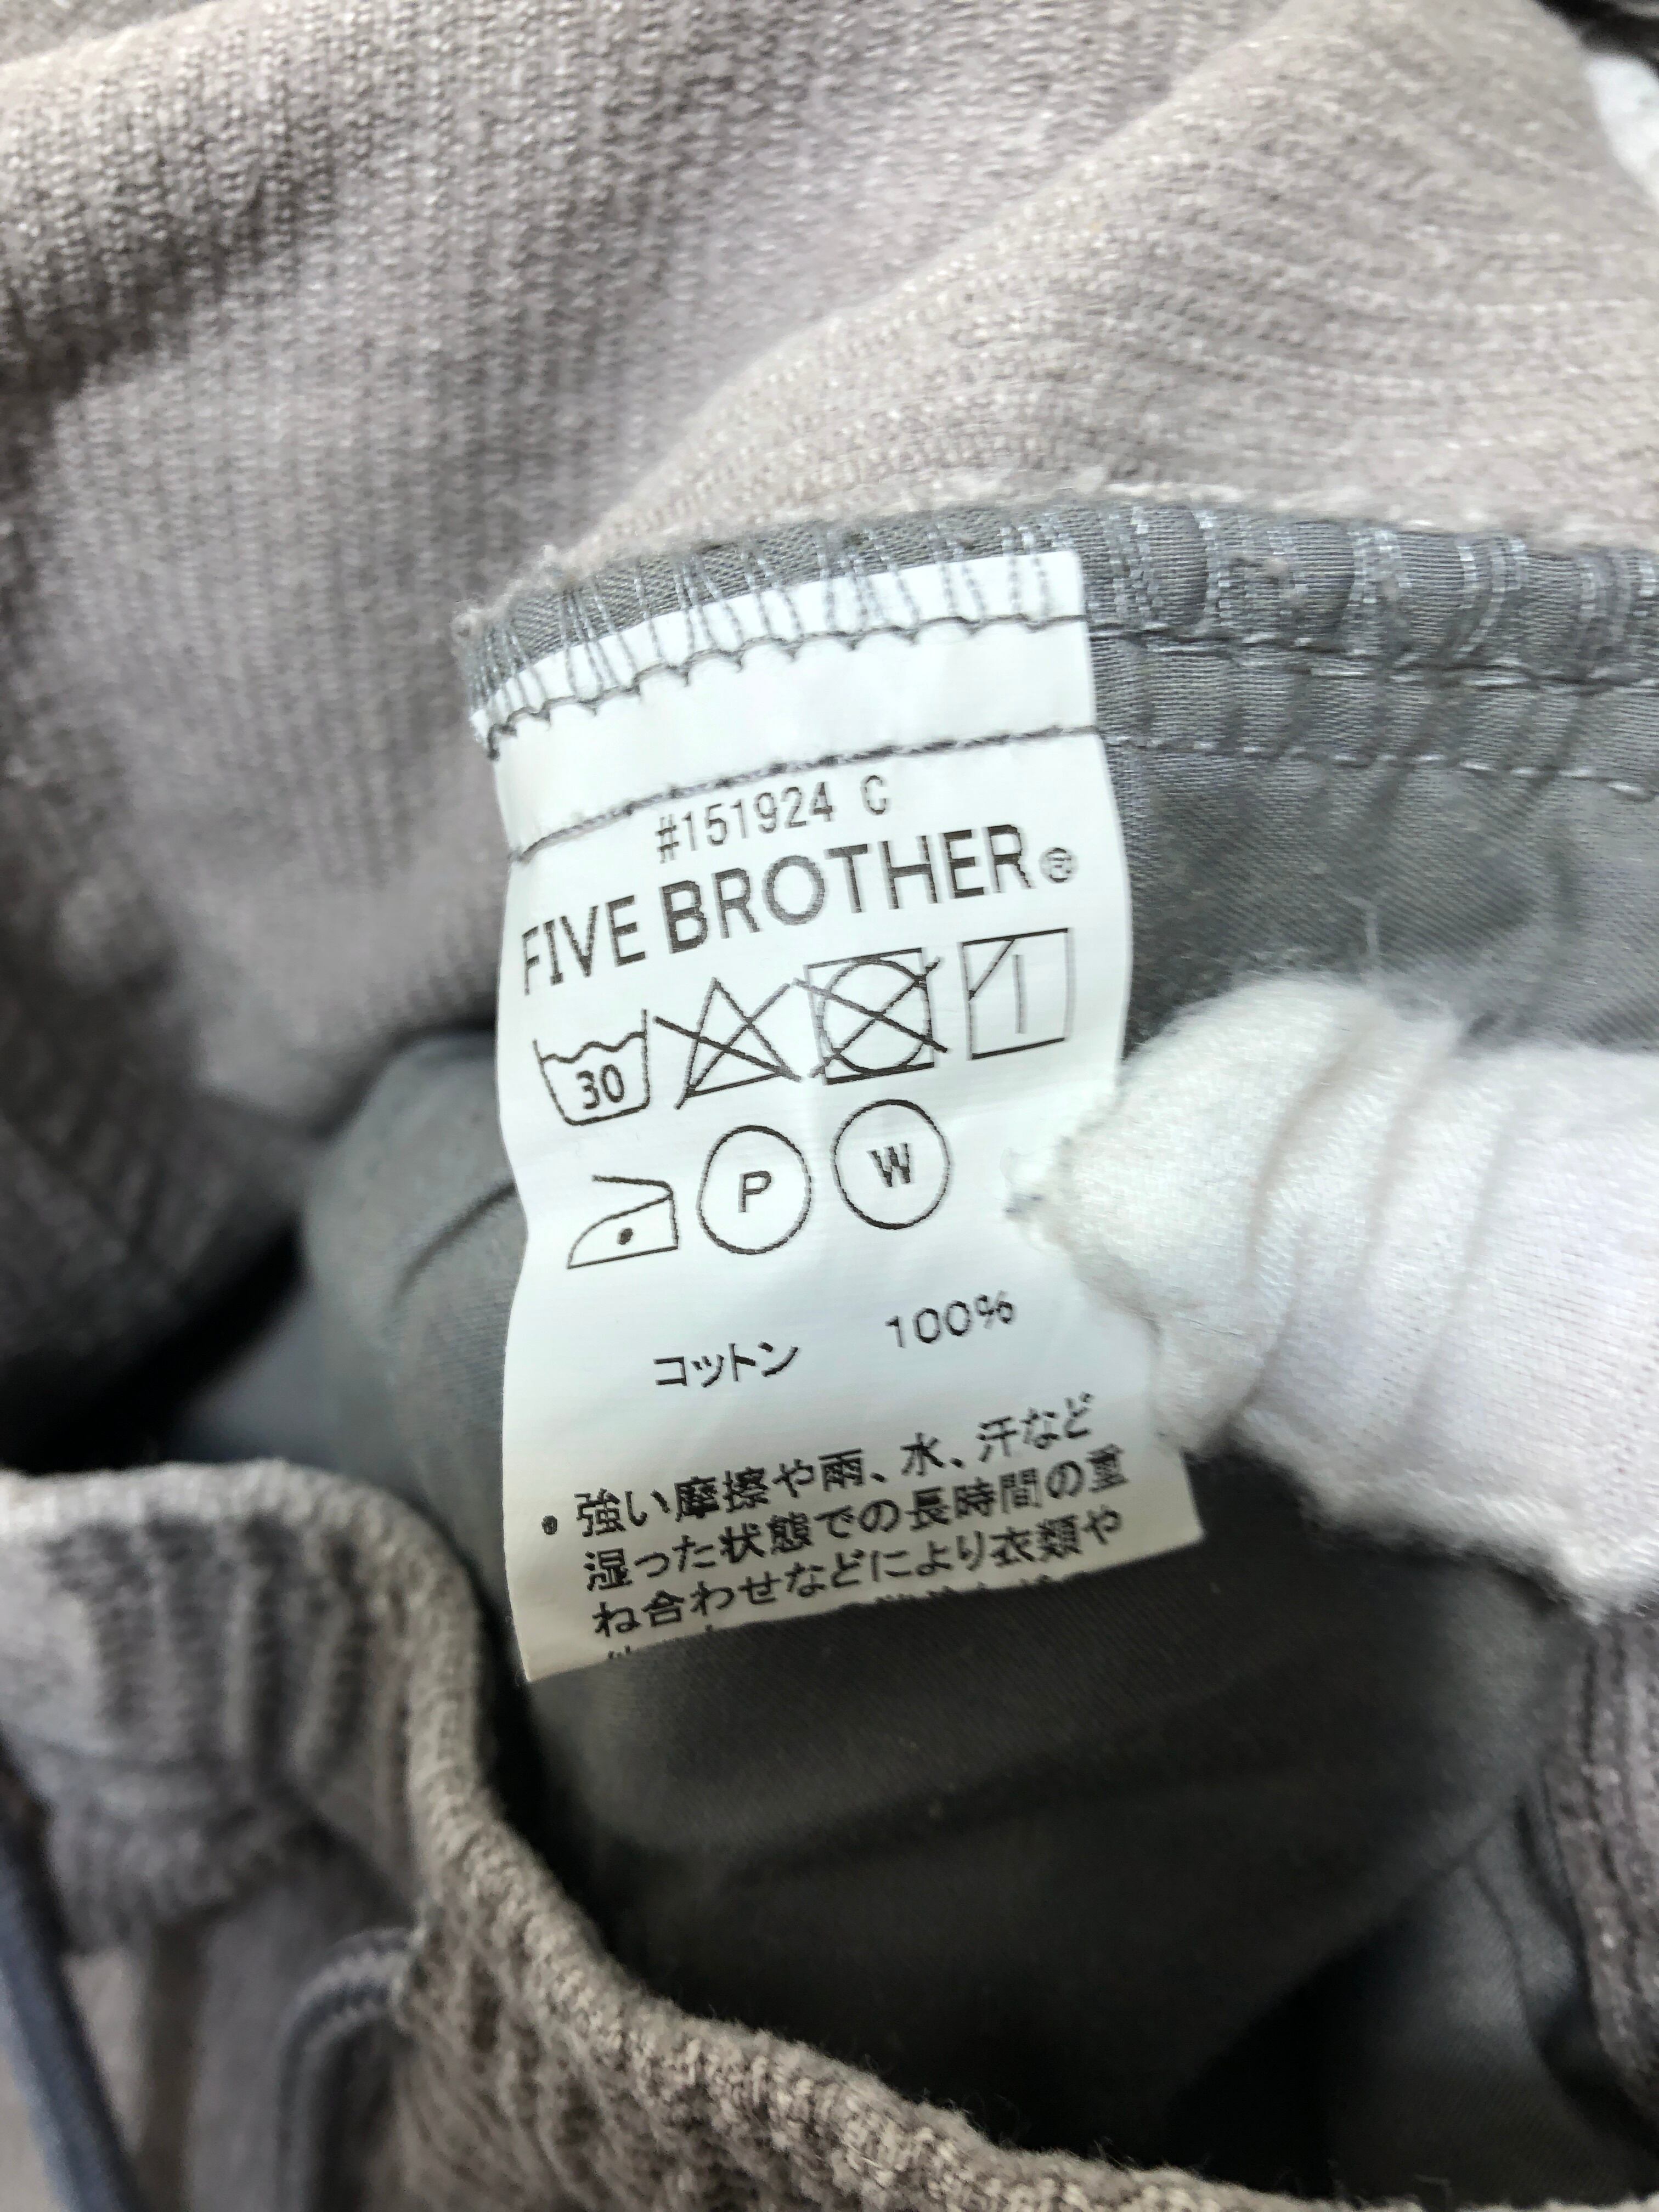 #151924 C
FIVE BROTHER®
30
P W
コットン 100%
• 強い摩擦や雨、水、汗など
湿った状態での長時間の重
ね合わせなどにより衣類や